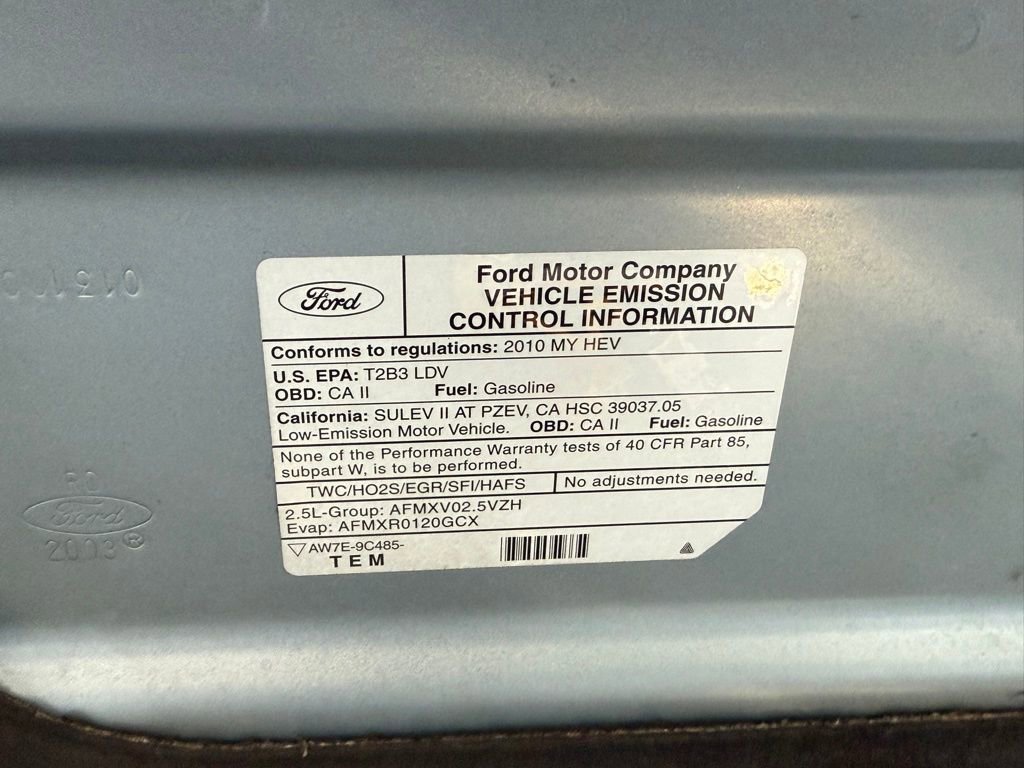 Ford
Ford Motor Company
VEHICLE EMISSION
CONTROL INFORMATION
Conforms to regulations: 2010 MY HEV
U.S. EPA: T2B3 LDV
OBD: CA II Fuel: Gasoline
California: SULEV II AT PZEV, CA HSC 39037.05
Low-Emission Motor Vehicle. OBD: CA II Fuel: Gasoline
None of the Performance Warranty tests of 40 CFR Part 85,
subpart W, is to be performed.
TWC/HO2S/EGR/SFI/HAFS No adjustments needed.
2.5L-Group: AFMXV02.5VZH
Evap: AFMXR0120GCX
AW7E-9C485-
TEM
Ford
2003 ®